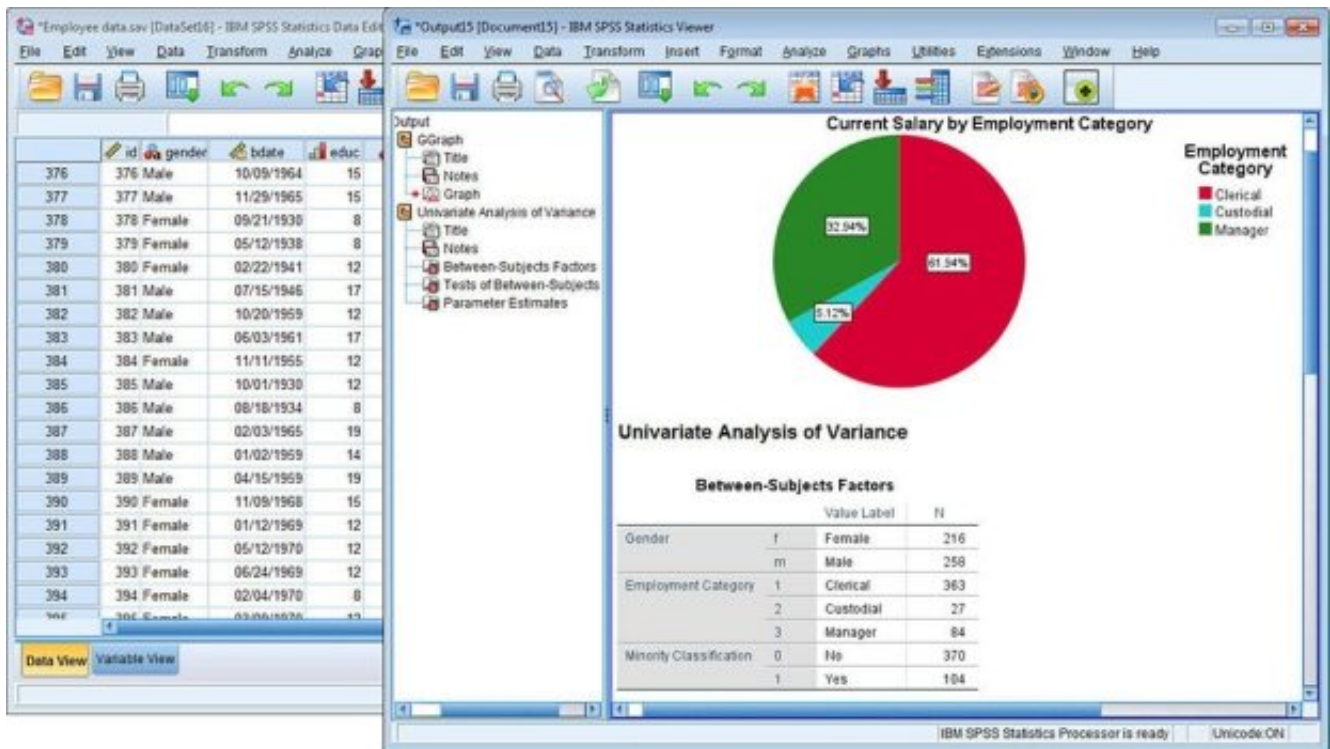 *Employee data.sav [DataSet16] - IBM SPSS Statistics Data Edit
File Edit View Data Transform Analyze Grap
id gender bdate educ
376 376 Male 10/09/1964 15
377 377 Male 11/29/1965 15
378 378 Female 09/21/1930 8
379 379 Female 05/12/1938 8
380 380 Female 02/22/1941 12
381 381 Male 07/15/1946 17
382 382 Male 10/20/1959 12
383 383 Male 06/03/1961 17
384 384 Female 11/11/1955 12
385 385 Male 10/01/1930 12
386 386 Male 08/18/1934 8
387 387 Male 02/03/1965 19
388 388 Male 01/02/1959 14
389 389 Male 04/15/1959 19
390 390 Female 11/09/1968 15
391 391 Female 01/12/1969 12
392 392 Female 05/12/1970 12
393 393 Female 06/24/1969 12
394 394 Female 02/04/1970 8
Data View Variable View
*Output15 [Document15] - IBM SPSS Statistics Viewer
File Edit View Data Transform Insert Format Analyze Graphs Utilities Extensions Window Help
Output
GGraph
Title
Notes
Graph
Univariate Analysis of Variance
Title
Notes
Between-Subjects Factors
Tests of Between-Subjects
Parameter Estimates
Current Salary by Employment Category
Employment
Category
Clerical
Custodial
Manager
32.94%
61.94%
5.12%
Univariate Analysis of Variance
Between-Subjects Factors
Value Label N
Gender f Female 216
m Male 258
Employment Category 1 Clerical 363
2 Custodial 27
3 Manager 84
Minority Classification 0 No 370
1 Yes 104
IBM SPSS Statistics Processor is ready Unicode:ON